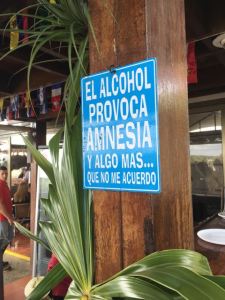 EL ALCOHOL
PROVOCA
AMNESIA
Y ALGO MAS...
QUE NO ME ACUERDO